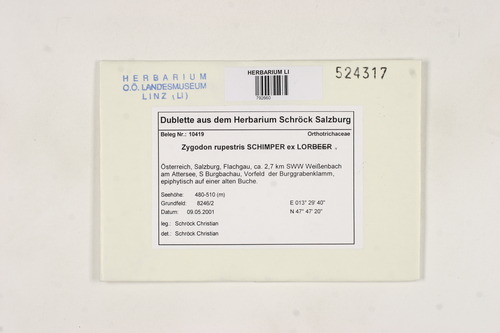 HERBARIUM
O.Ö. LANDESMUSEUM
LINZ (LI)
HERBARIUM LI
792660
524317
Dublette aus dem Herbarium Schröck Salzburg
Beleg Nr.: 10419 Orthotrichaceae
Zygodon rupestris SCHIMPER ex LORBEER .
Österreich, Salzburg, Flachgau, ca. 2,7 km SWW Weißenbach
am Attersee, S Burgbachau, Vorfeld der Burggrabenklamm,
epiphytisch auf einer alten Buche.
Seehöhe: 480-510 (m) E 013° 29' 40"
Grundfeld: 8246/2 N 47° 47' 20"
Datum: 09.05.2001
leg.: Schröck Christian
det.: Schröck Christian